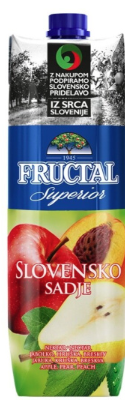 Z NAKUPOM
PODPIRAMO
SLOVENSKO
PRIDELAVO
IZ SRCA
SLOVENIJE
1945
FRUCTAL
Superior
SLOVENSKO
SADJE
APPLE, PEAR, PEACH